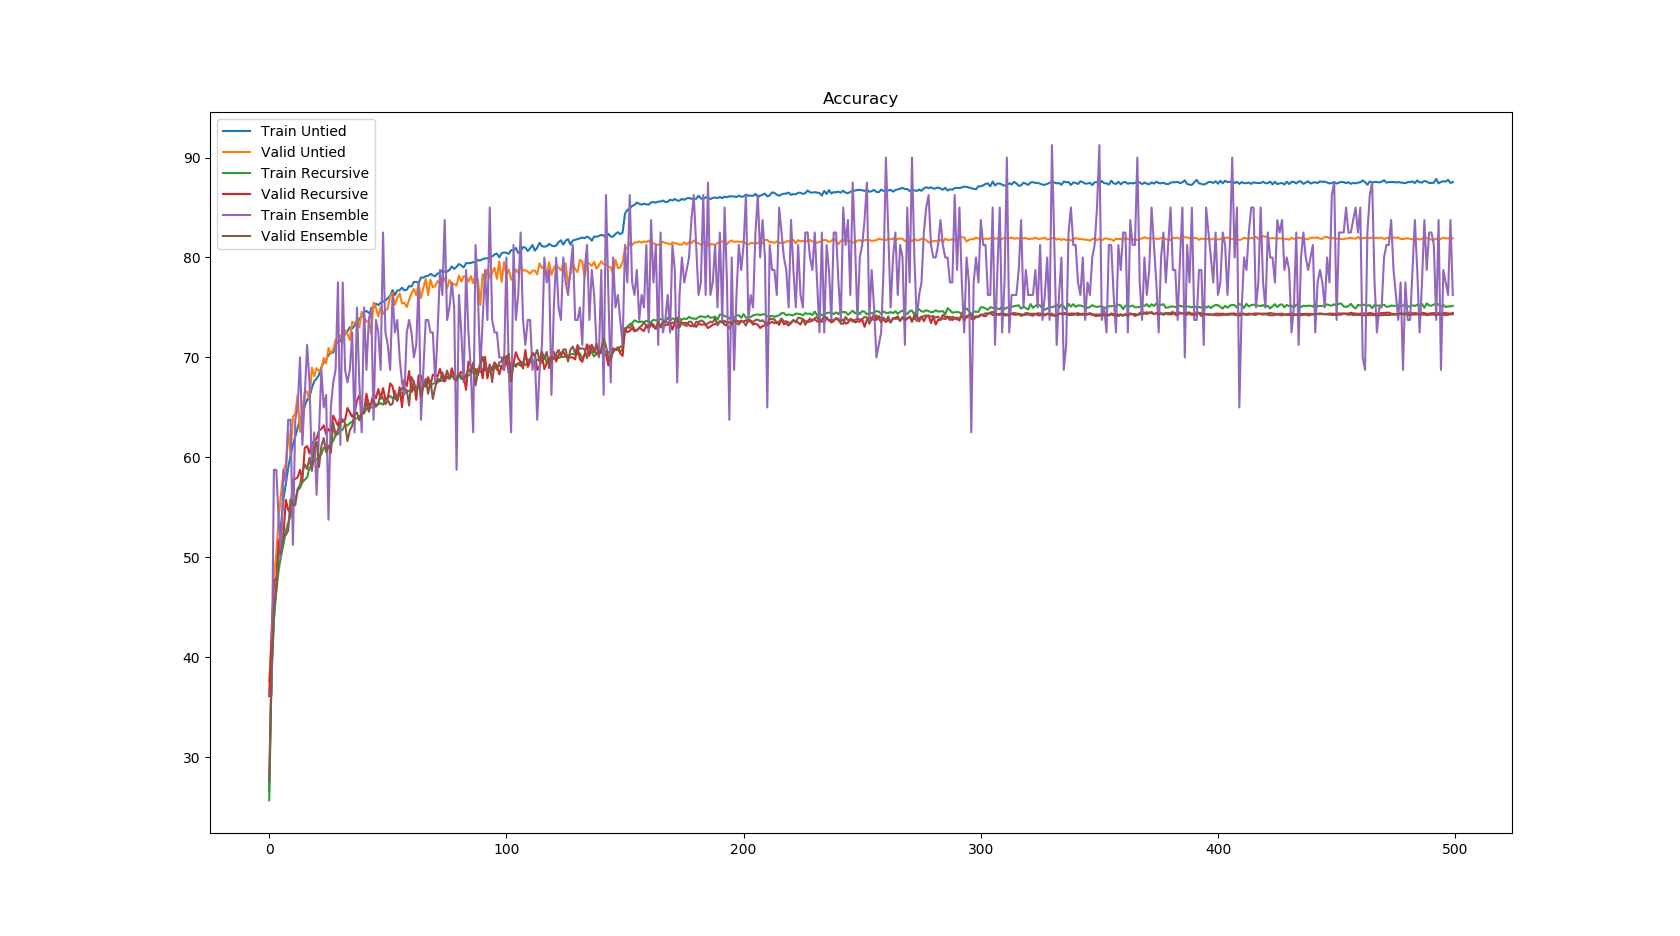 Accuracy
Train Untied
Valid Untied
Train Recursive
Valid Recursive
Train Ensemble
Valid Ensemble
90
80
70
60
50
40
30
0 100 200 300 400 500